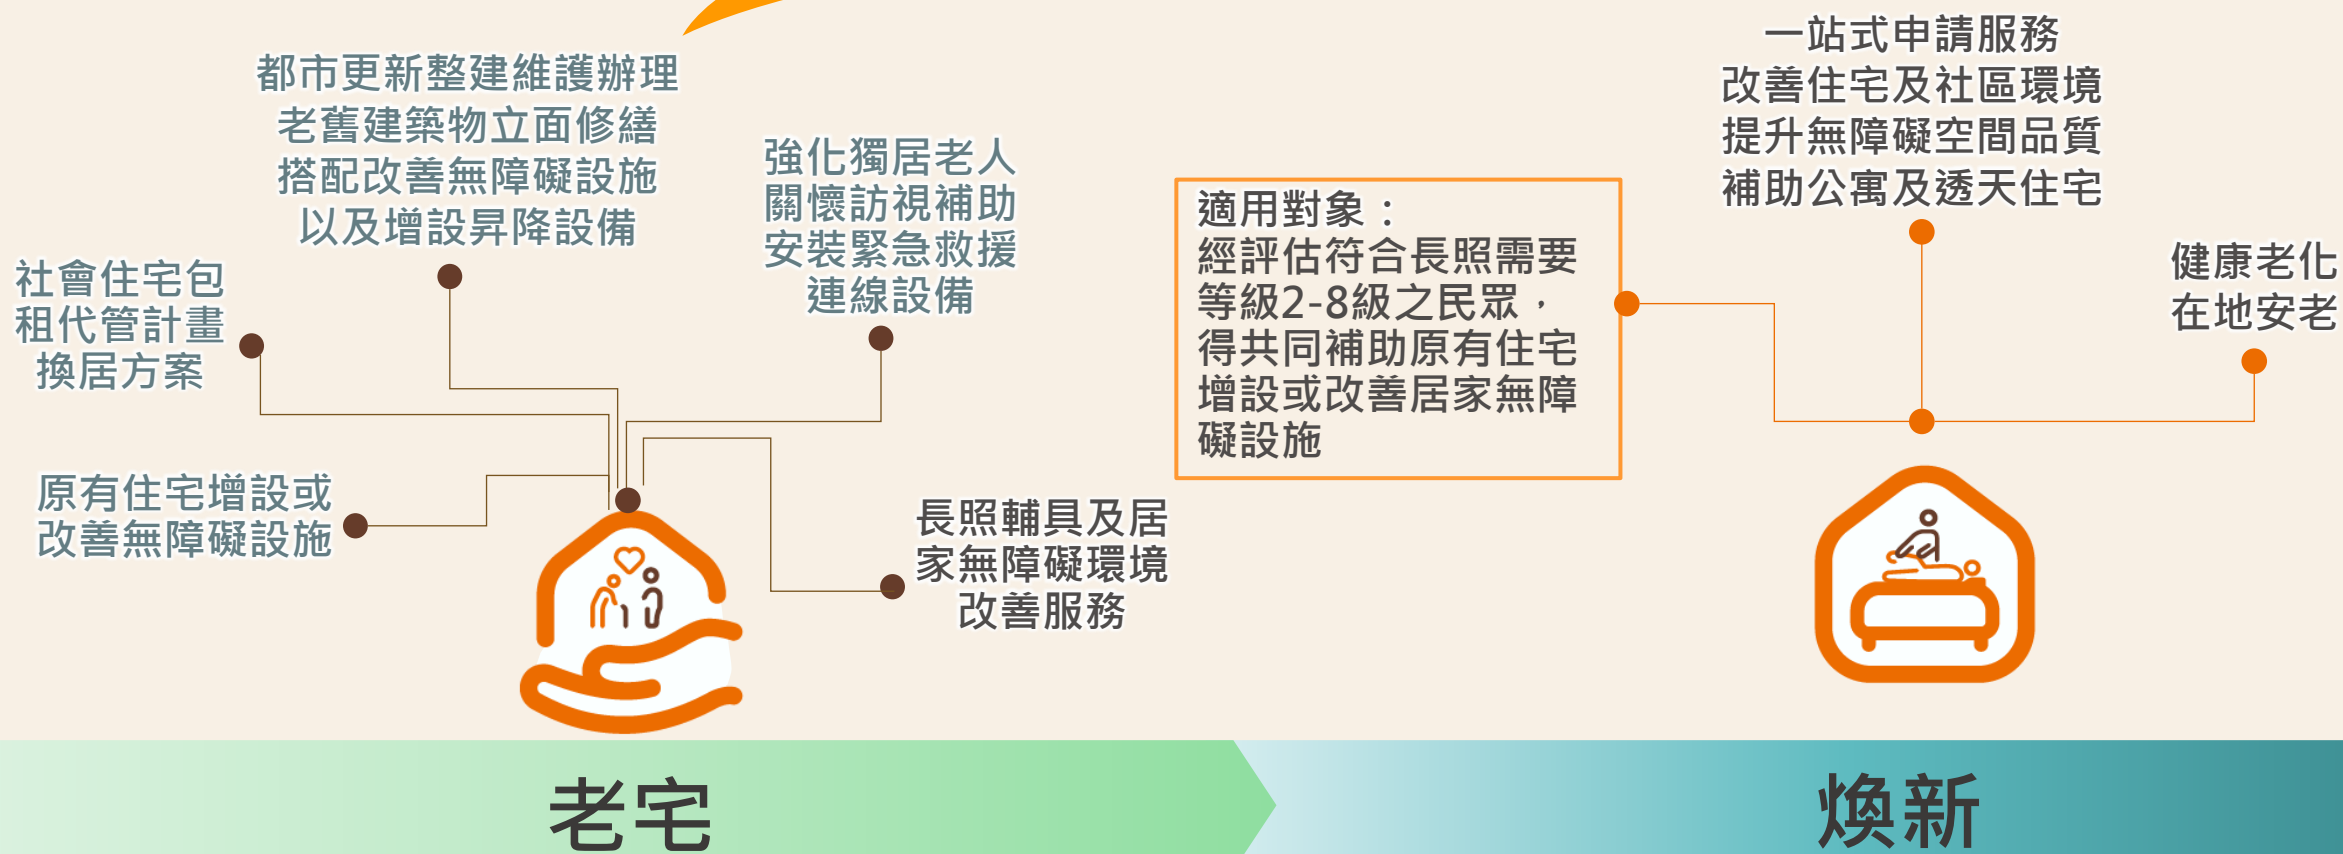 都市更新整建維護辦理
老舊建築物立面修繕
搭配改善無障礙設施
以及增設昇降設備
強化獨居老人
關懷訪視補助
安裝緊急救援
連線設備
社會住宅包
租代管計畫
換居方案
原有住宅增設或
改善無障礙設施
長照輔具及居
家無障礙環境
改善服務
適用對象：
經評估符合長照需要
等級2-8級之民眾，
得共同補助原有住宅
增設或改善居家無障
礙設施
一站式申請服務
改善住宅及社區環境
提升無障礙空間品質
補助公寓及透天住宅
健康老化
在地安老
老宅
煥新